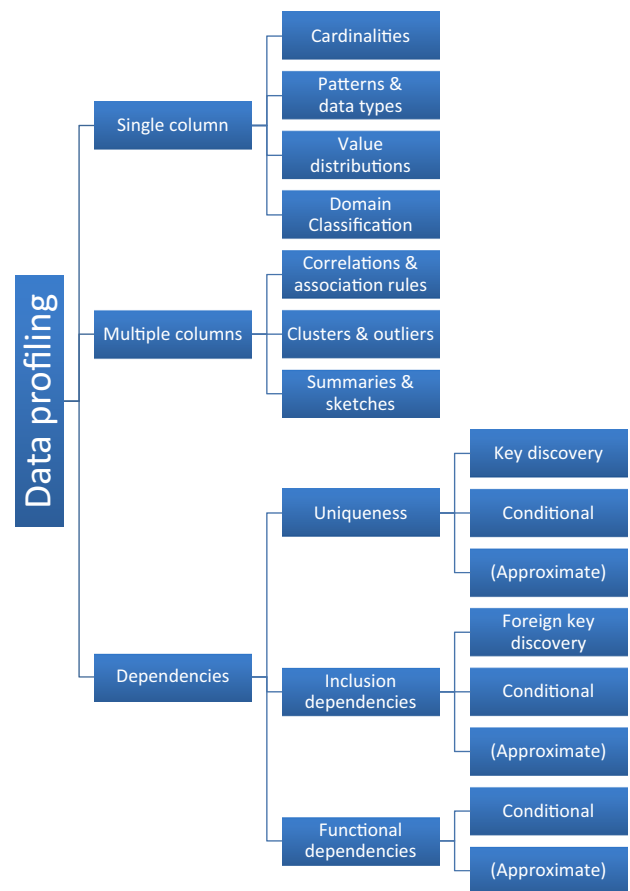 Data profiling
Single column
Cardinalities
Patterns &
data types
Value
distributions
Domain
Classification
Multiple columns
Correlations &
association rules
Clusters & outliers
Summaries &
sketches
Dependencies
Uniqueness
Key discovery
Conditional
(Approximate)
Inclusion
dependencies
Foreign key
discovery
Conditional
(Approximate)
Functional
dependencies
Conditional
(Approximate)